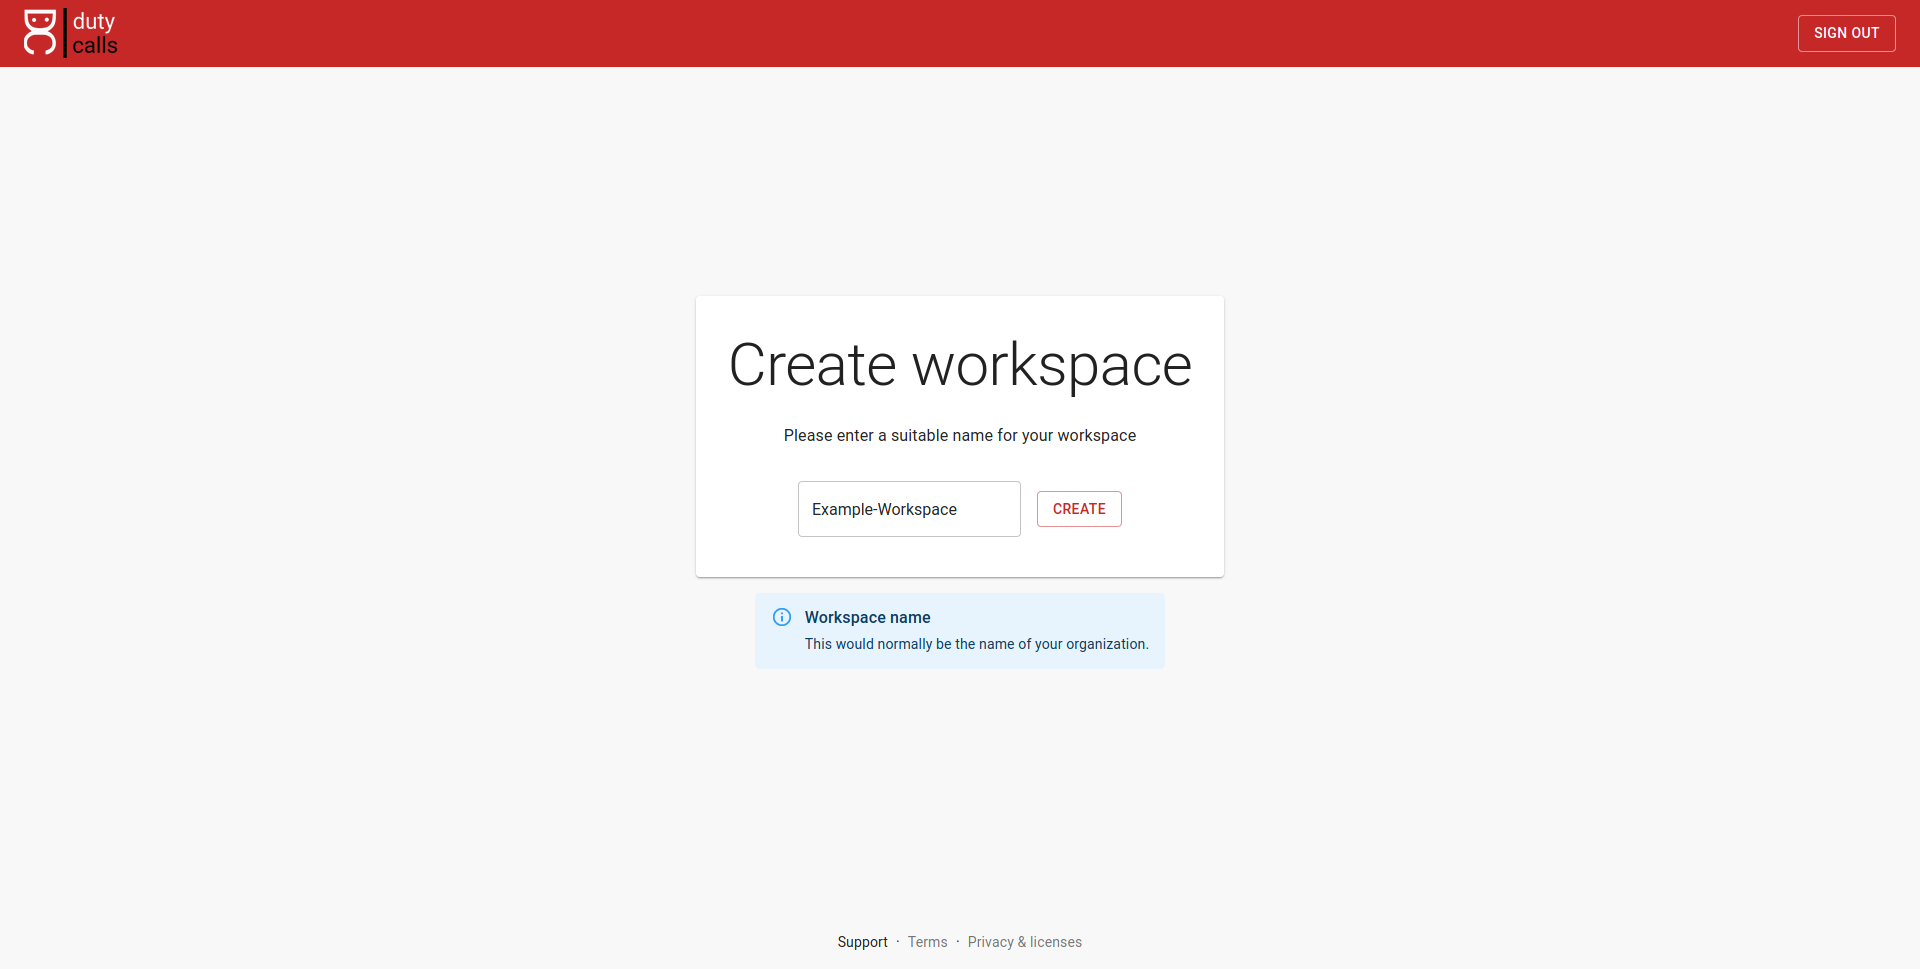 duty
calls
SIGN OUT
Create workspace
Please enter a suitable name for your workspace
Example-Workspace
CREATE
Workspace name
This would normally be the name of your organization.
Support · Terms · Privacy & licenses